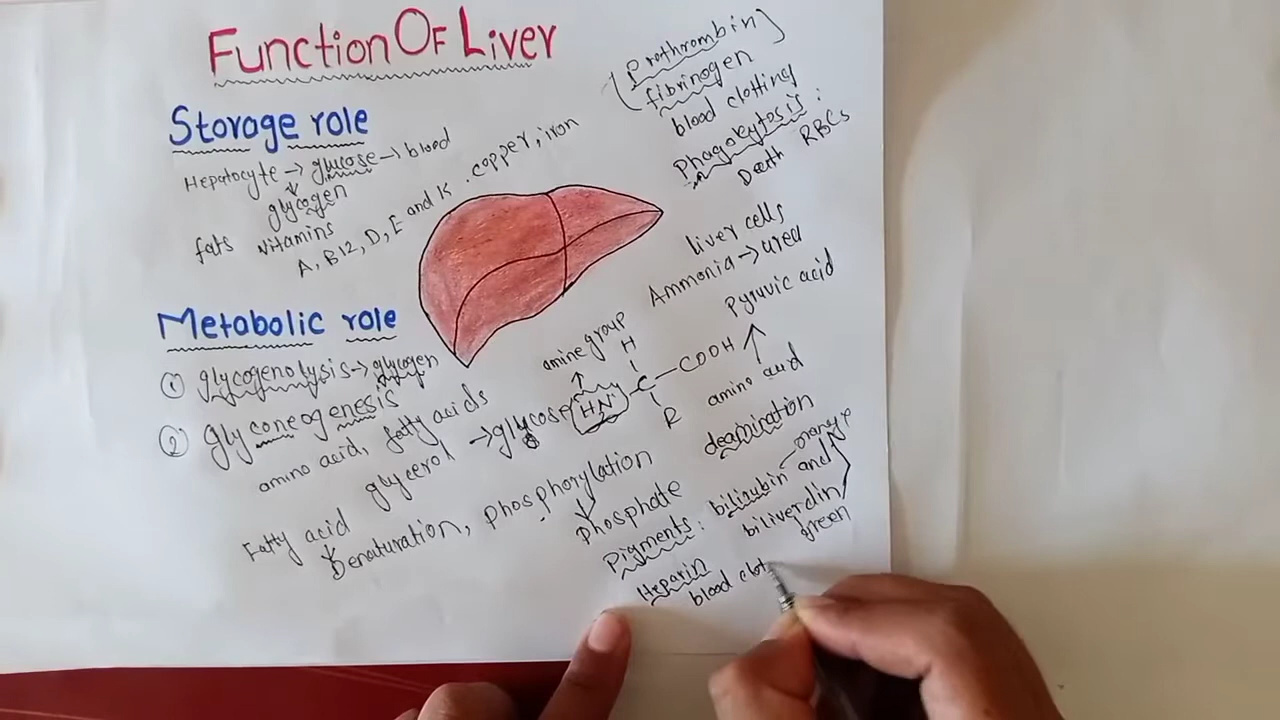 Function Of Liver
Storage role
Hepatocyte → glucose → blood
glycogen
fats vitamins
A, B12, D, E and K . copper, iron
Metabolic role
① glycogenolysis → glycogen
② glyconeogenesis
amino acid, fatty acids
glycerol → glycose
Fatty acid
Denaturation, phosphorylation
phosphate
(Prothrombin)
fibrinogen
blood clotting
Phagocytosis :
Death RBCs
liver cells
Ammonia → urea
Pyruvic acid
amino acid
deamination
amine group
H
HN
C
COOH
R
Pigments : bilirubin and
biliverdin
green
Heparin
blood clot